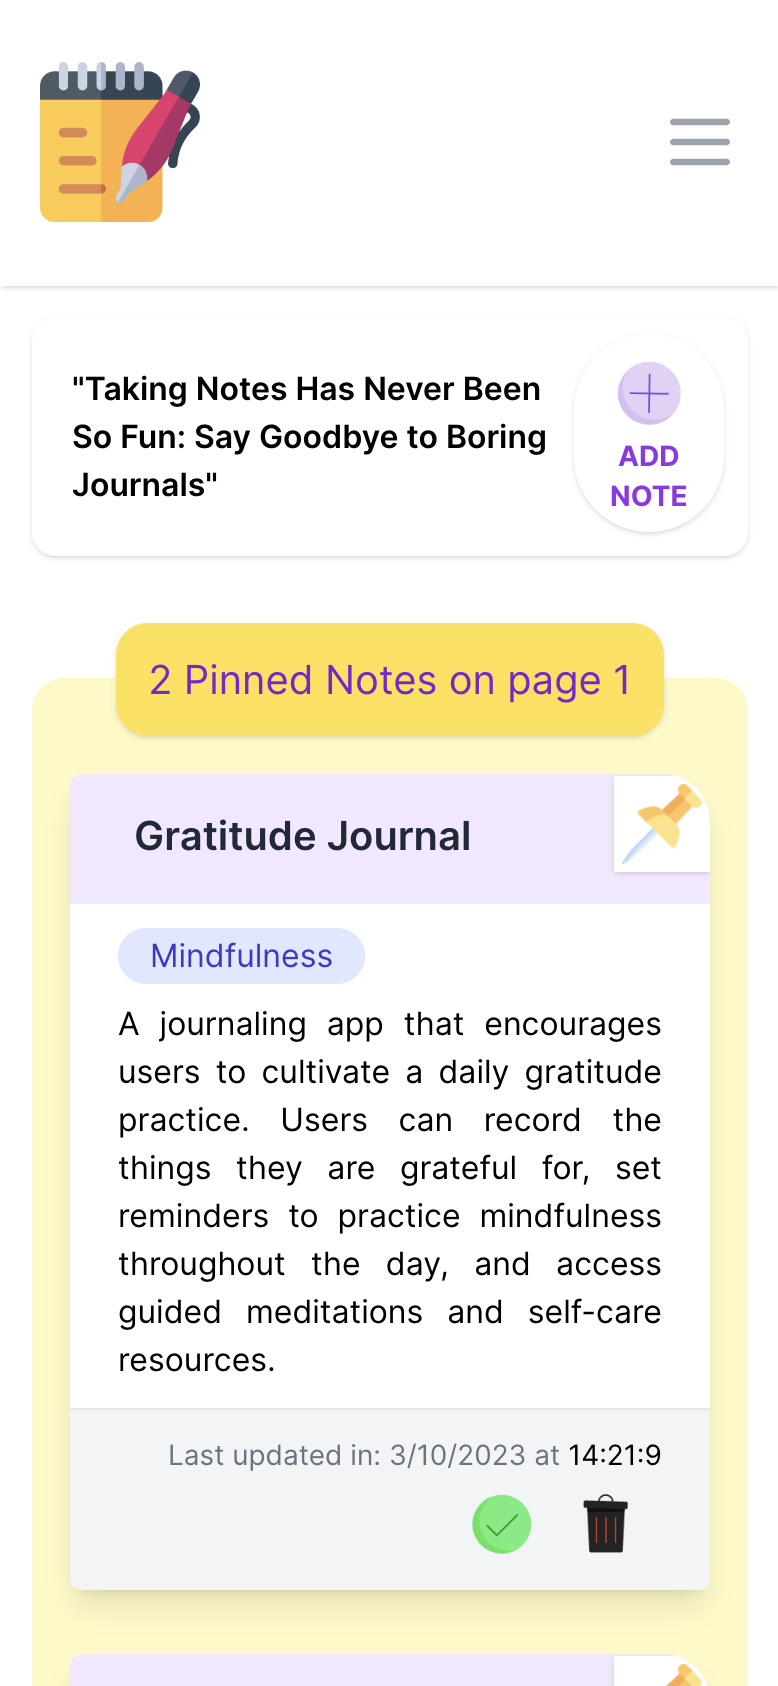 "Taking Notes Has Never Been
So Fun: Say Goodbye to Boring
Journals"
ADD
NOTE
2 Pinned Notes on page 1
Gratitude Journal
Mindfulness
A journaling app that encourages
users to cultivate a daily gratitude
practice. Users can record the
things they are grateful for, set
reminders to practice mindfulness
throughout the day, and access
guided meditations and self-care
resources.
Last updated in: 3/10/2023 at 14:21:9